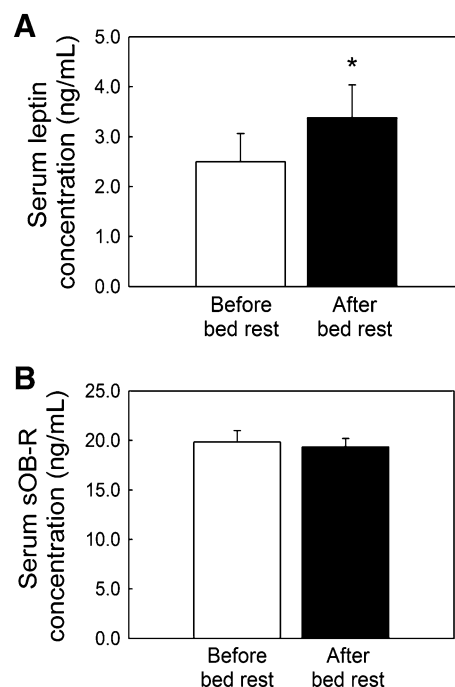 A
Serum leptin
concentration (ng/mL)
5.0
4.0
3.0
2.0
1.0
0.0
*
Before
bed rest
After
bed rest
B
Serum sOB-R
concentration (ng/mL)
25.0
20.0
15.0
10.0
5.0
0.0
Before
bed rest
After
bed rest